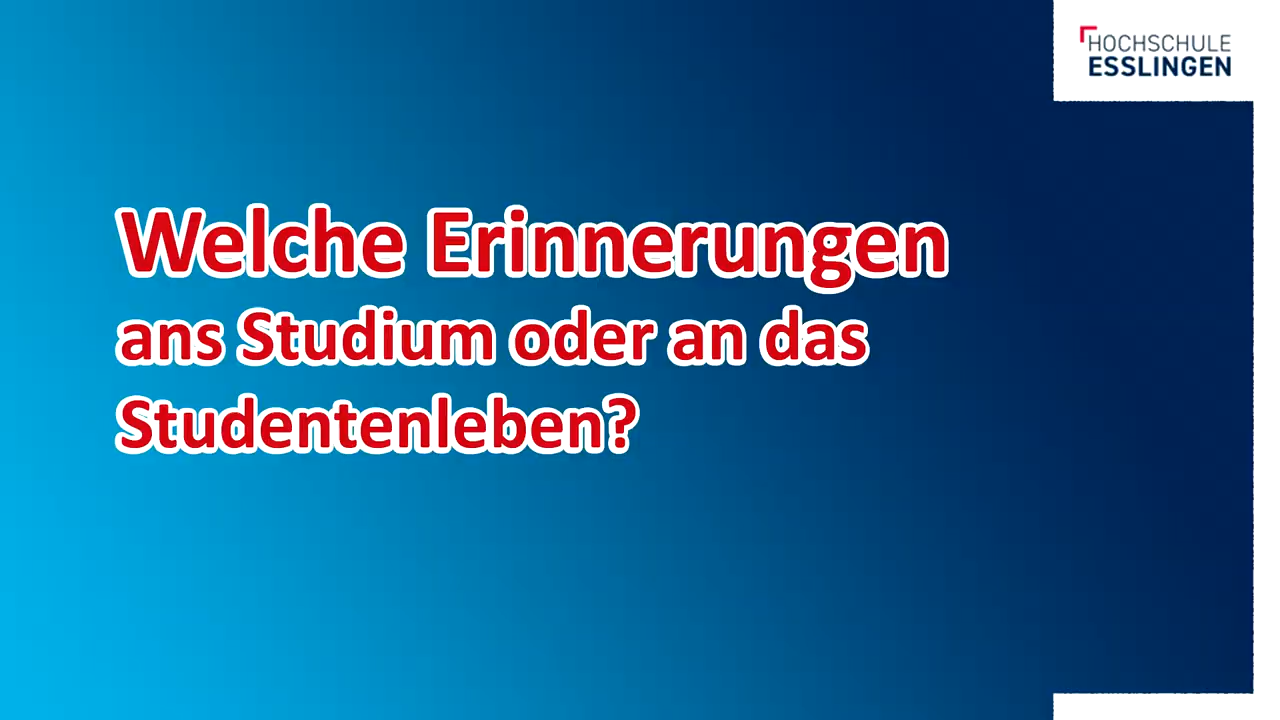 HOCHSCHULE
ESSLINGEN
Welche Erinnerungen
ans Studium oder an das
Studentenleben?